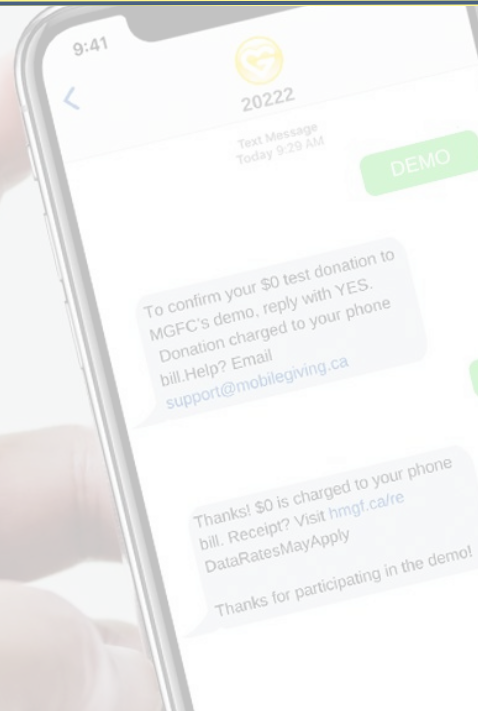 9:41
20222
Text Message
Today 9:29 AM
DEMO
To confirm your $0 test donation to
MGFC's demo, reply with YES.
Donation charged to your phone
bill.Help? Email
support@mobilegiving.ca
Thanks! $0 is charged to your phone
bill. Receipt? Visit hmgf.ca/re
DataRatesMayApply
Thanks for participating in the demo!